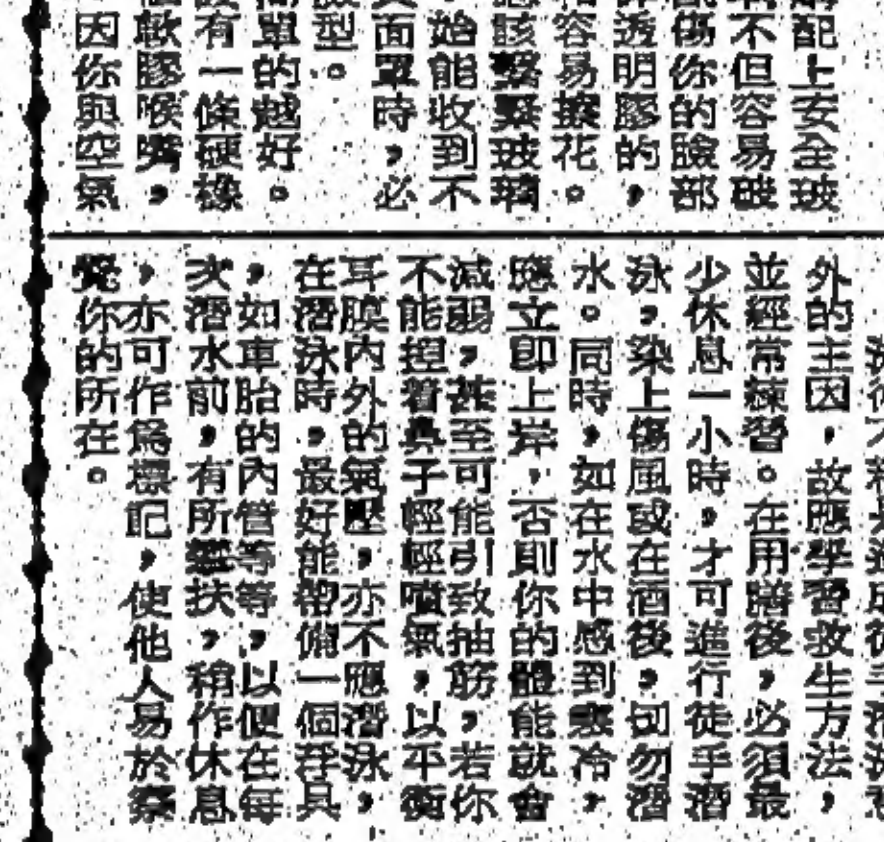 配上安全玻
不但容易破
傷你的臉部
透明膠的，
容易擦花。
該繫緊玻璃
始能收到不
面罩時，必
型。
單的越好。
有一條硬橡
軟膠喉嘴，
因你與空氣
外的主因，故應學習救生方法，
並經常練習。在用膳後，必須最
少休息一小時，才可進行徒手潛
泳，染上傷風或在酒後，切勿潛
水。同時，如在水中感到寒冷，
應立即上岸，否則你的體能就會
減弱，甚至可能引致抽筋，若你
不能揑着鼻子輕輕噴氣，以平衡
耳膜內外的氣壓，亦不應潛泳，
在潛泳時，最好能帶備一個浮具
，如車胎的內管等等，以便在每
次潛水前，有所攀扶，稍作休息
，亦可作爲標記，使他人易於察
覺你的所在。